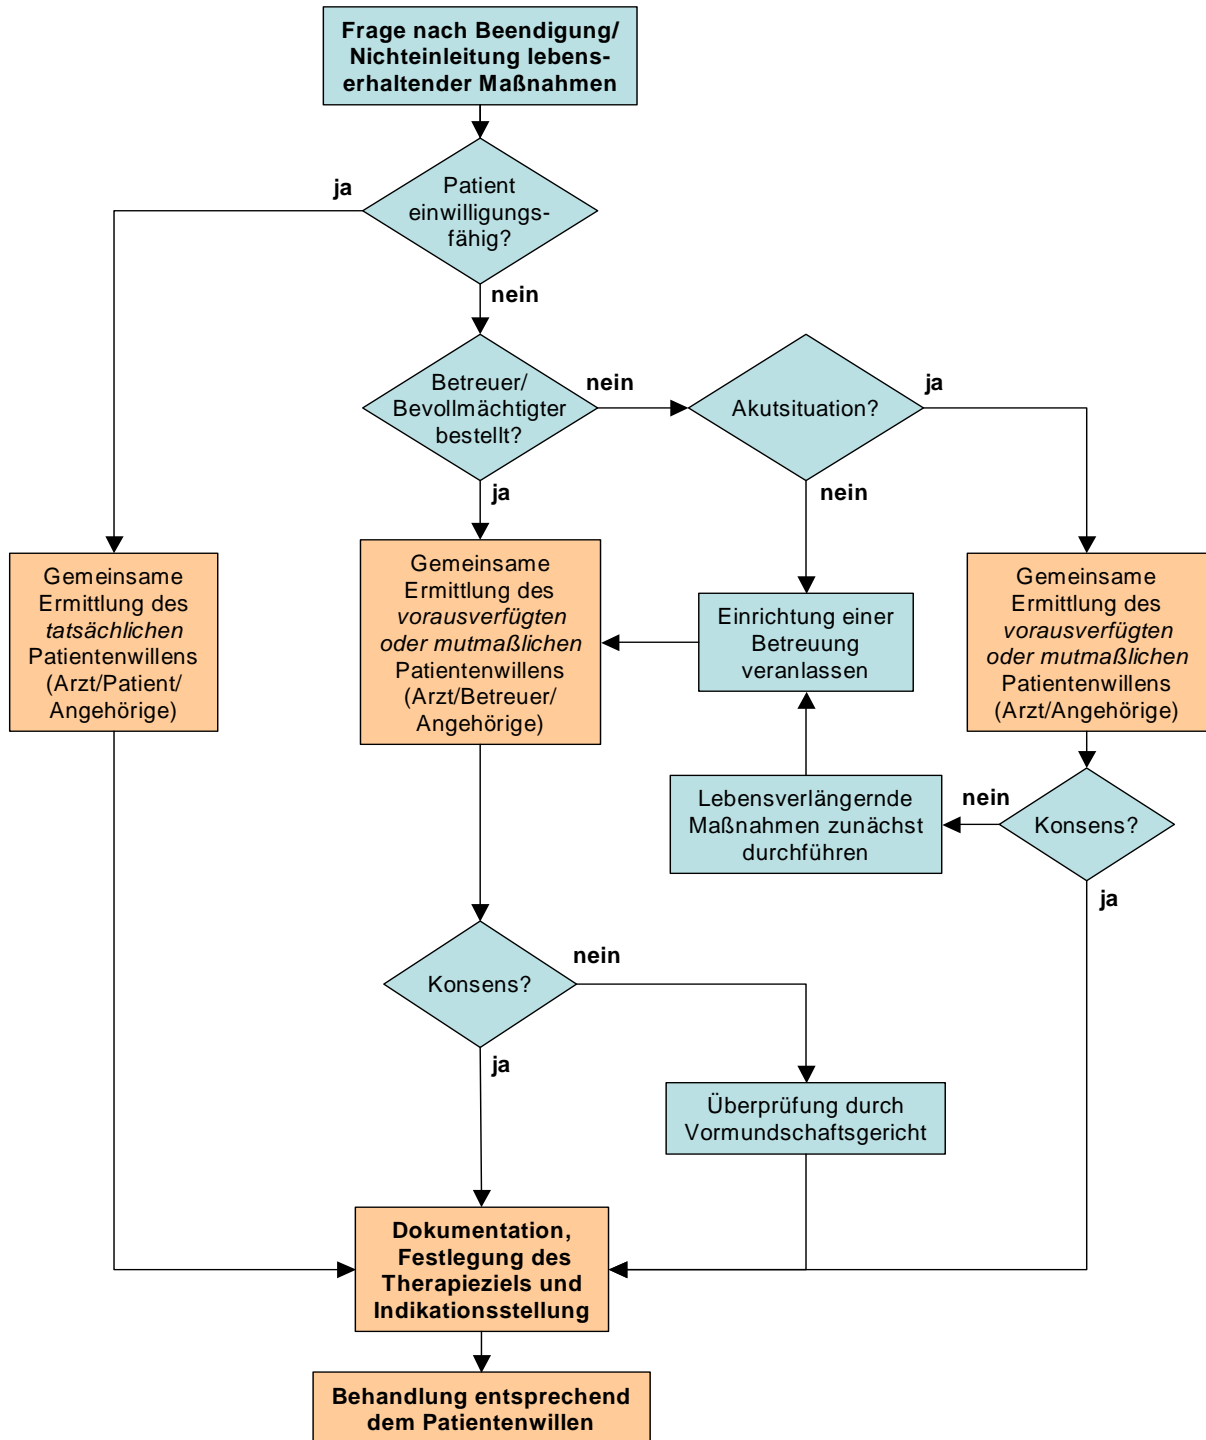 Frage nach Beendigung/
Nichteinleitung lebens-
erhaltender Maßnahmen
ja
Patient
einwilligungs-
fähig?
nein
Betreuer/
Bevollmächtigter
bestellt?
nein
Akutsituation?
ja
ja
nein
Gemeinsame
Ermittlung des
tatsächlichen
Patientenwillens
(Arzt/Patient/
Angehörige)
Gemeinsame
Ermittlung des
vorausverfügten
oder mutmaßlichen
Patientenwillens
(Arzt/Betreuer/
Angehörige)
Einrichtung einer
Betreuung
veranlassen
Gemeinsame
Ermittlung des
vorausverfügten
oder mutmaßlichen
Patientenwillens
(Arzt/Angehörige)
Lebensverlängernde
Maßnahmen zunächst
durchführen
nein
Konsens?
ja
Konsens?
nein
ja
Überprüfung durch
Vormundschaftsgericht
Dokumentation,
Festlegung des
Therapieziels und
Indikationsstellung
Behandlung entsprechend
dem Patientenwillen